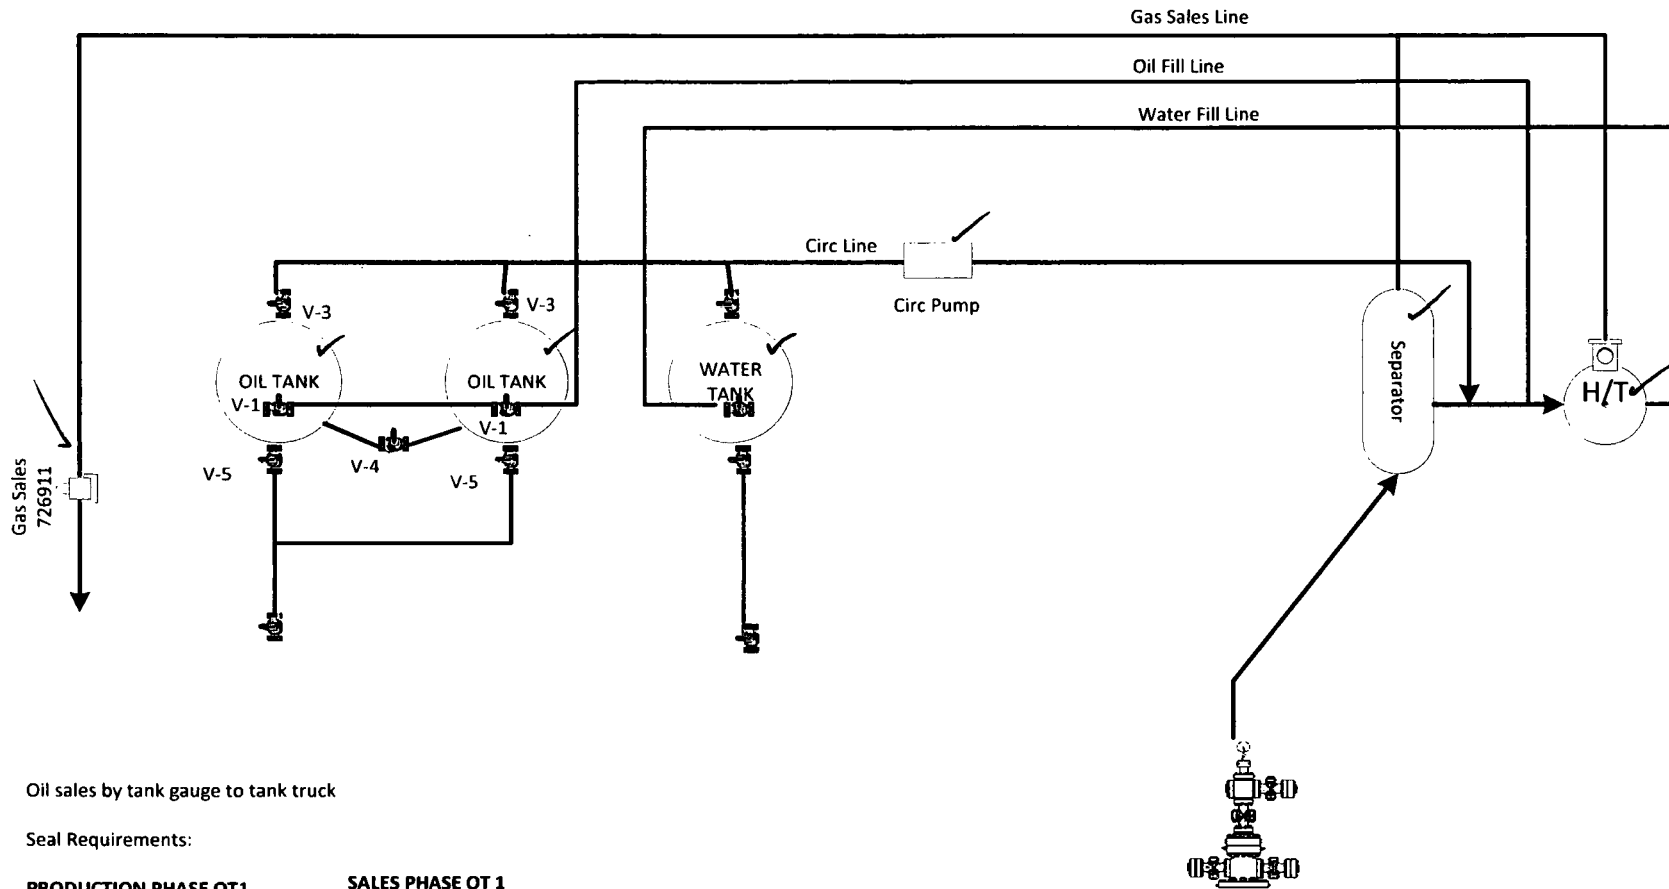 Gas Sales Line
Oil Fill Line
Water Fill Line
Circ Line
Circ Pump
V-3
V-3
OIL TANK
OIL TANK
WATER
TANK
V-1
V-1
V-4
V-5
V-5
Separator
H/T
Gas Sales
726911
Oil sales by tank gauge to tank truck
Seal Requirements:
PRODUCTION PHASE OT1
SALES PHASE OT 1